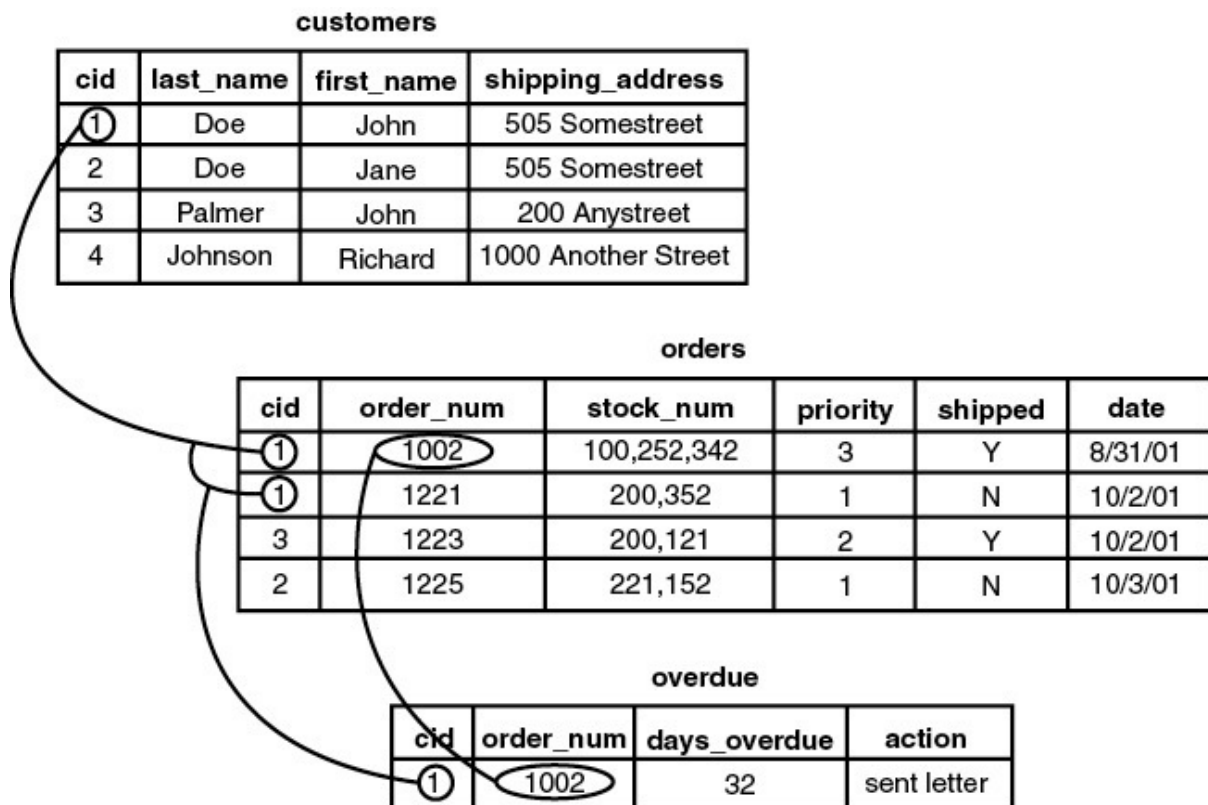 customers
cid last_name first_name shipping_address
1 Doe John 505 Somestreet
2 Doe Jane 505 Somestreet
3 Palmer John 200 Anystreet
4 Johnson Richard 1000 Another Street
orders
cid order_num stock_num priority shipped date
1 1002 100,252,342 3 Y 8/31/01
1 1221 200,352 1 N 10/2/01
3 1223 200,121 2 Y 10/2/01
2 1225 221,152 1 N 10/3/01
overdue
cid order_num days_overdue action
1 1002 32 sent letter